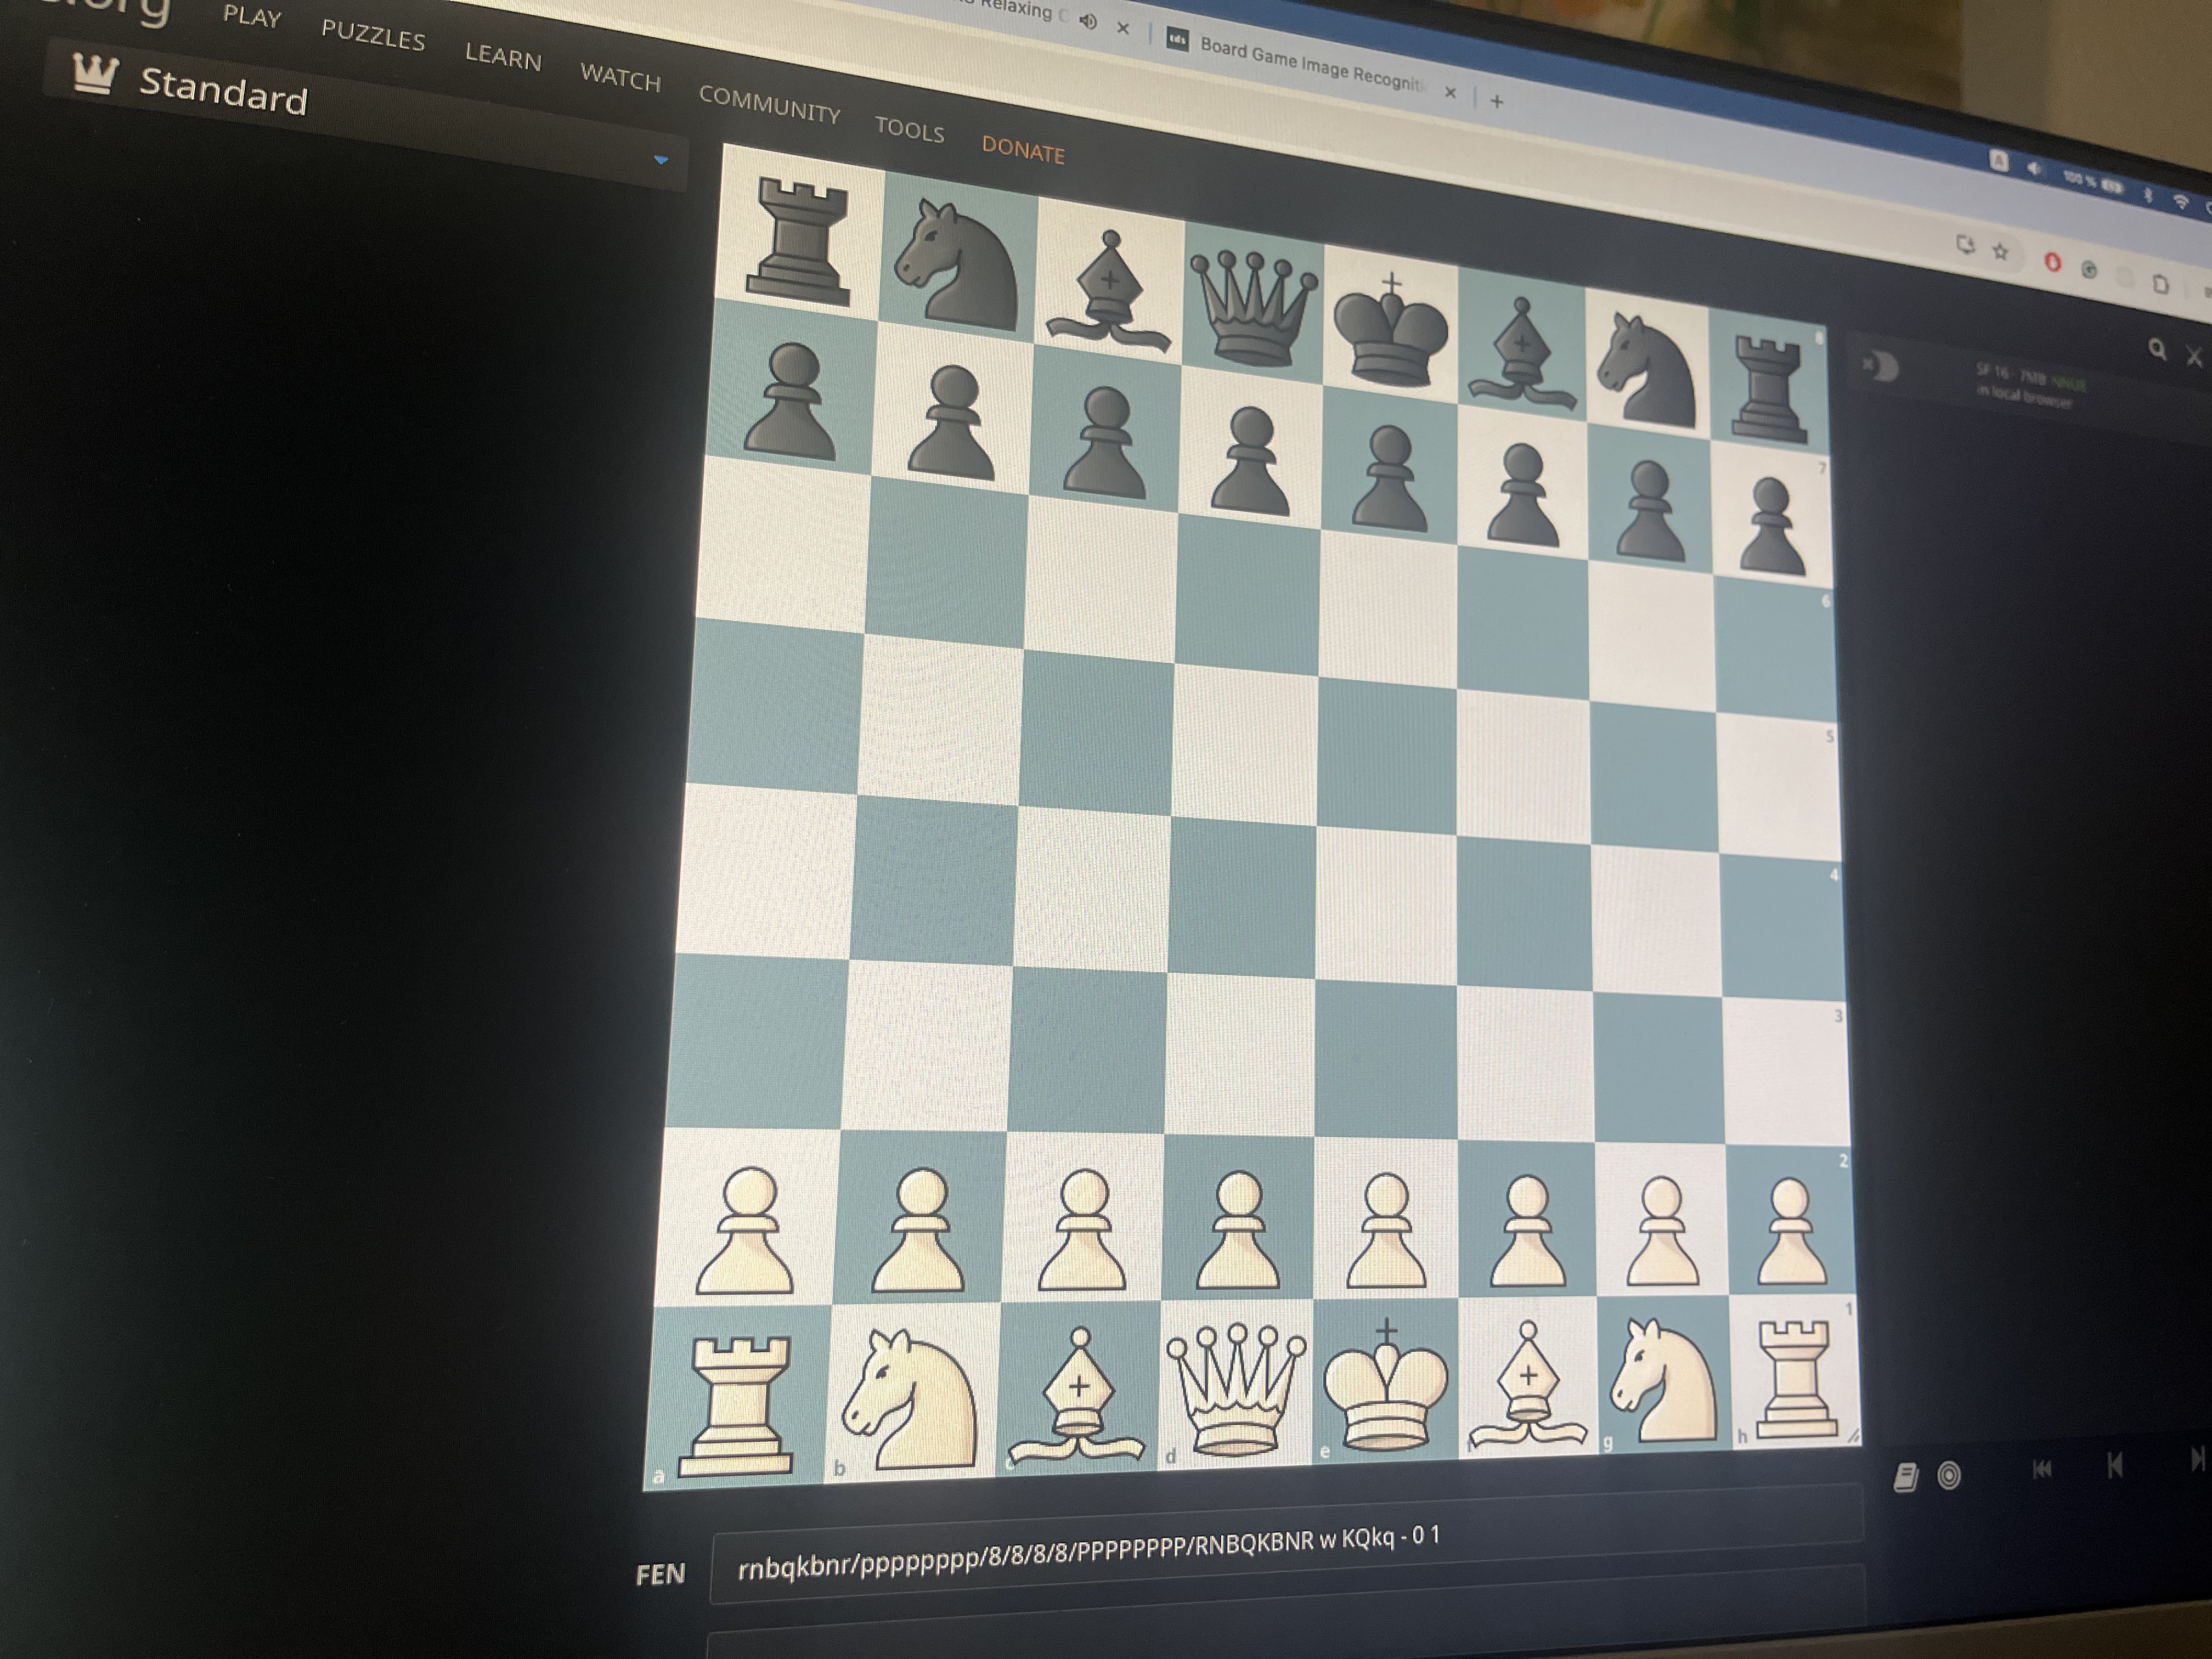 PLAY PUZZLES LEARN WATCH COMMUNITY TOOLS DONATE
Relaxing
Board Game Image Recogniti
100 %
Standard
SF 16 · 7MB NNUE
in local browser
8
7
6
5
4
3
2
1
a b c d e f g h
FEN rnbqkbnr/pppppppp/8/8/8/8/PPPPPPPP/RNBQKBNR w KQkq - 0 1